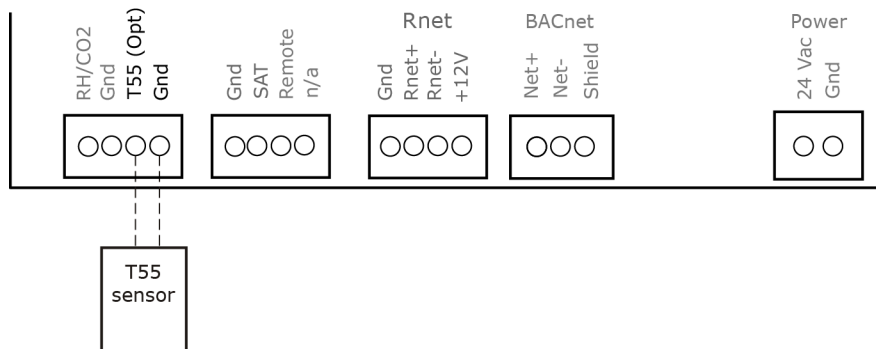 Rnet
BACnet
Power
RH/CO2
Gnd
T55 (Opt)
Gnd
Gnd
SAT
Remote
n/a
Gnd
Rnet+
Rnet-
+12V
Net+
Net-
Shield
24 Vac
Gnd
T55
sensor